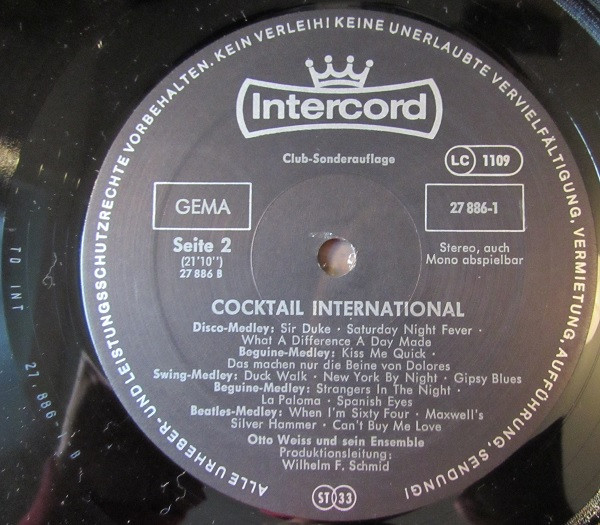 ALLE URHEBER- UND LEISTUNGSSCHUTZRECHTE VORBEHALTEN. KEIN VERLEIH! KEINE UNERLAUBTE VERVIELFÄLTIGUNG, VERMIETUNG, AUFFÜHRUNG, SENDUNG!
Intercord
Club-Sonderauflage
LC 1109
GEMA
27 886-1
Seite 2
(21'10'')
27 886 B
Stereo, auch
Mono abspielbar
COCKTAIL INTERNATIONAL
Disco-Medley: Sir Duke · Saturday Night Fever ·
What A Difference A Day Made
Beguine-Medley: Kiss Me Quick ·
Das machen nur die Beine von Dolores
Swing-Medley: Duck Walk · New York By Night · Gipsy Blues
Beguine-Medley: Strangers In The Night ·
La Paloma · Spanish Eyes
Beatles-Medley: When I'm Sixty Four · Maxwell's
Silver Hammer · Can't Buy Me Love
Otto Weiss und sein Ensemble
Produktionsleitung:
Wilhelm F. Schmid
ST 33
INT
27.886
B